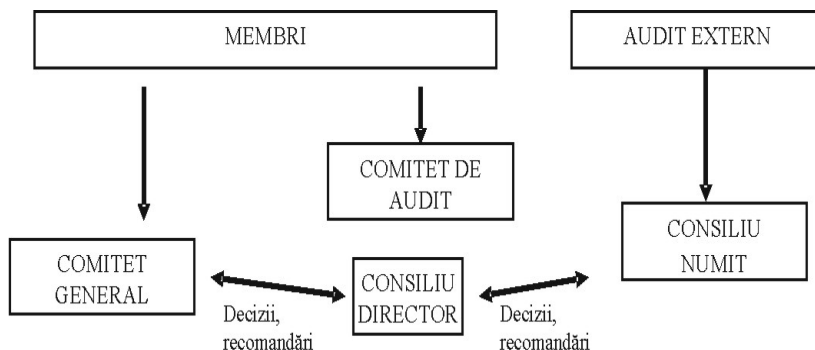 MEMBRI
AUDIT EXTERN
COMITET DE
AUDIT
CONSILIU
NUMIT
COMITET
GENERAL
CONSILIU
DIRECTOR
Decizii,
recomandări
Decizii,
recomandări